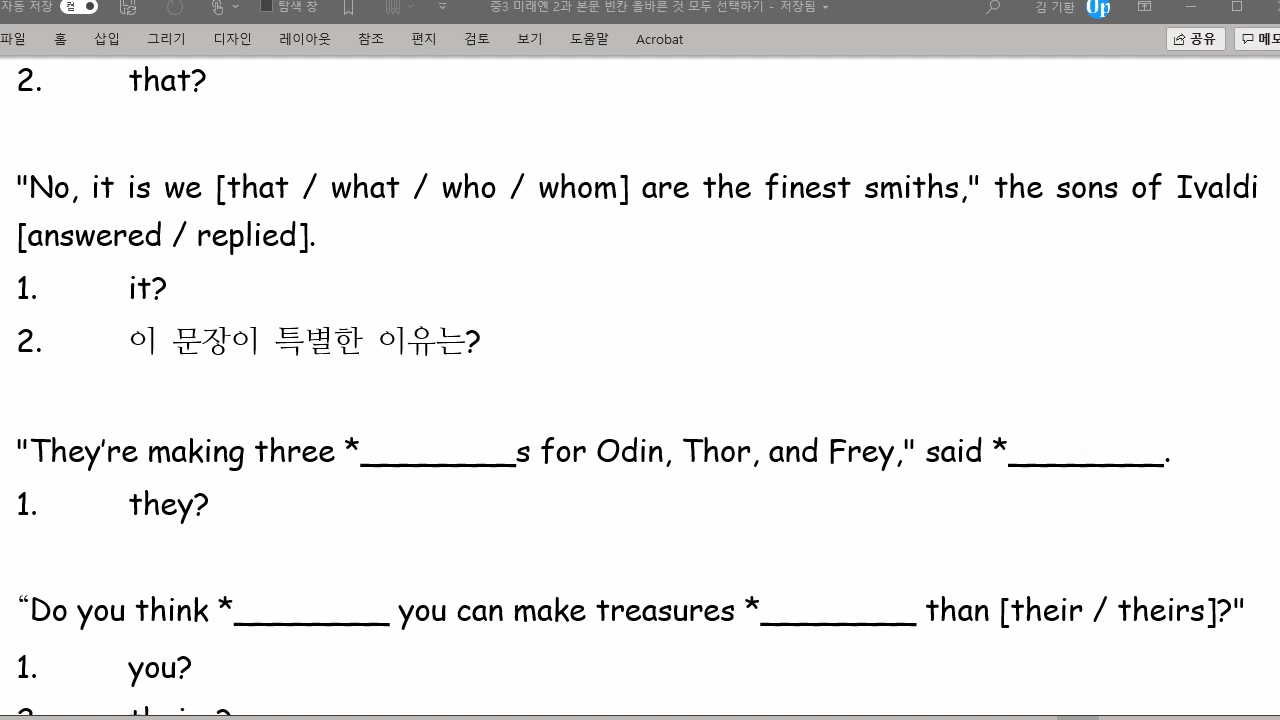 자동 저장 컴 탐색 창 중3 미래엔 2과 본문 빈칸 올바른 것 모두 선택하기 - 저장됨 김 기환
파일 홈 삽입 그리기 디자인 레이아웃 참조 편지 검토 보기 도움말 Acrobat 공유
2. that?
"No, it is we [that / what / who / whom] are the finest smiths," the sons of Ivaldi
[answered / replied].
1. it?
2. 이 문장이 특별한 이유는?
"They’re making three *________s for Odin, Thor, and Frey," said *________.
1. they?
“Do you think *________ you can make treasures *________ than [their / theirs]?"
1. you?